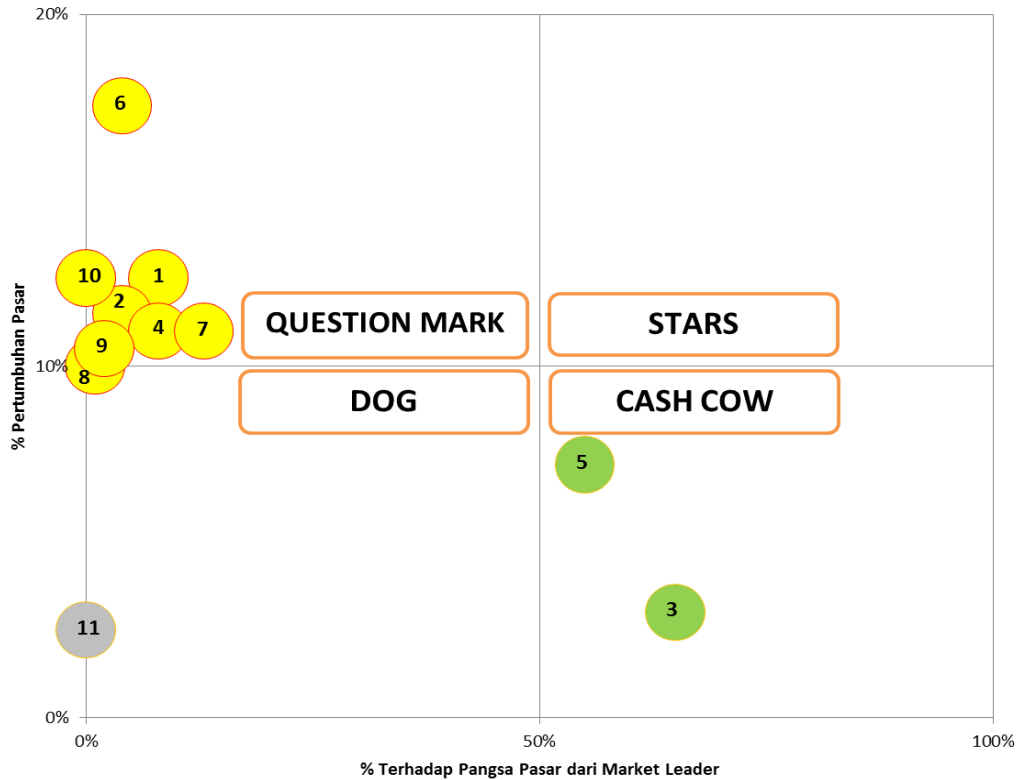 20%
6
10
1
2
4
7
9
8
QUESTION MARK
STARS
10%
DOG
CASH COW
5
3
11
0%
0%
50%
100%
% Pertumbuhan Pasar
% Terhadap Pangsa Pasar dari Market Leader